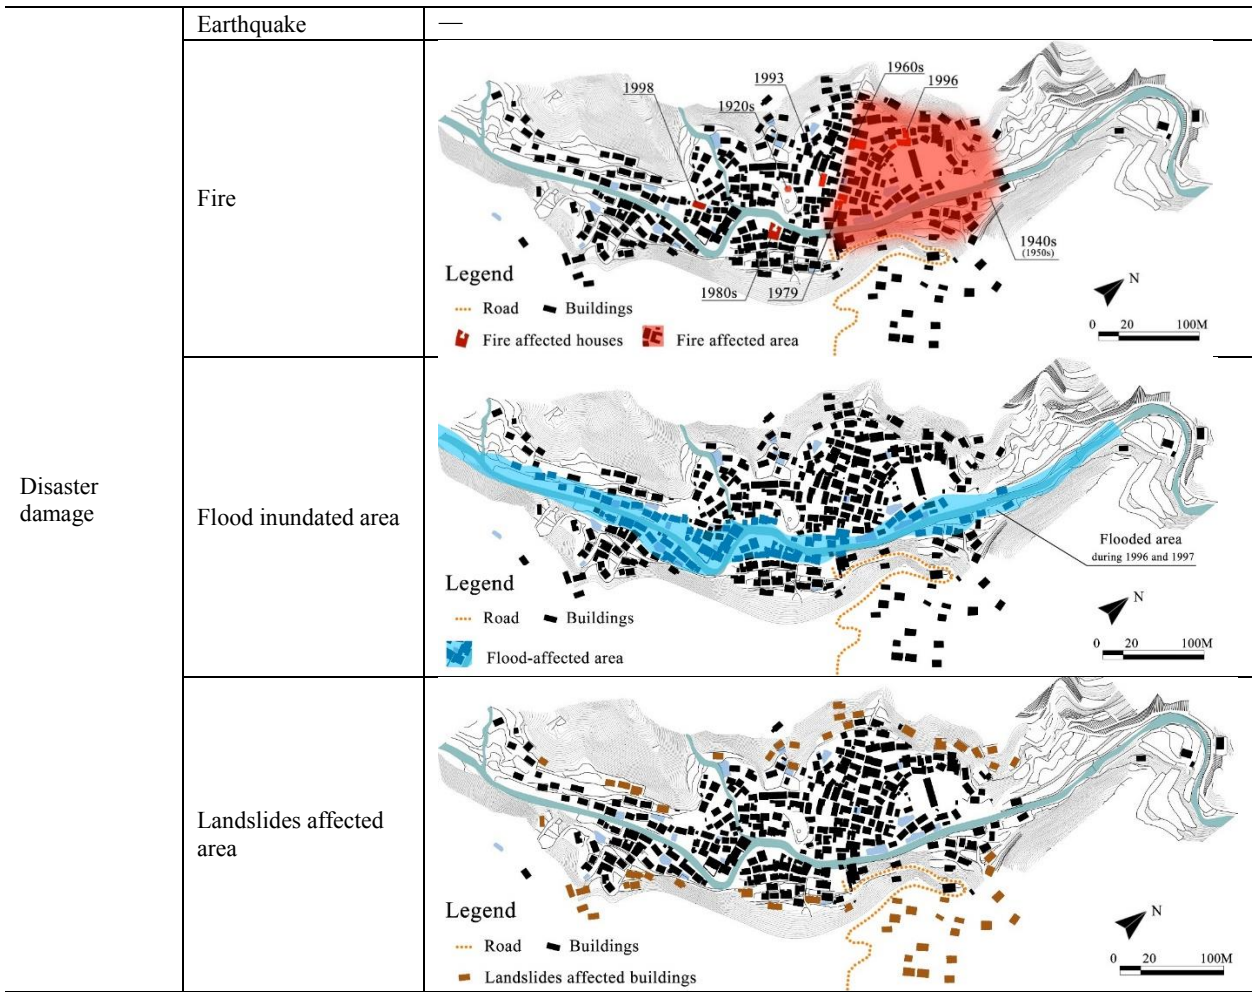 Disaster
damage
Earthquake
—
Fire
1998
1920s
1993
1960s
1996
1940s
(1950s)
1980s
1979
N
Legend
Road
Buildings
Fire affected houses
Fire affected area
0 20 100M
Flood inundated area
Flooded area
during 1996 and 1997
N
Legend
Road
Buildings
Flood-affected area
0 20 100M
Landslides affected
area
N
Legend
Road
Buildings
Landslides affected buildings
0 20 100M